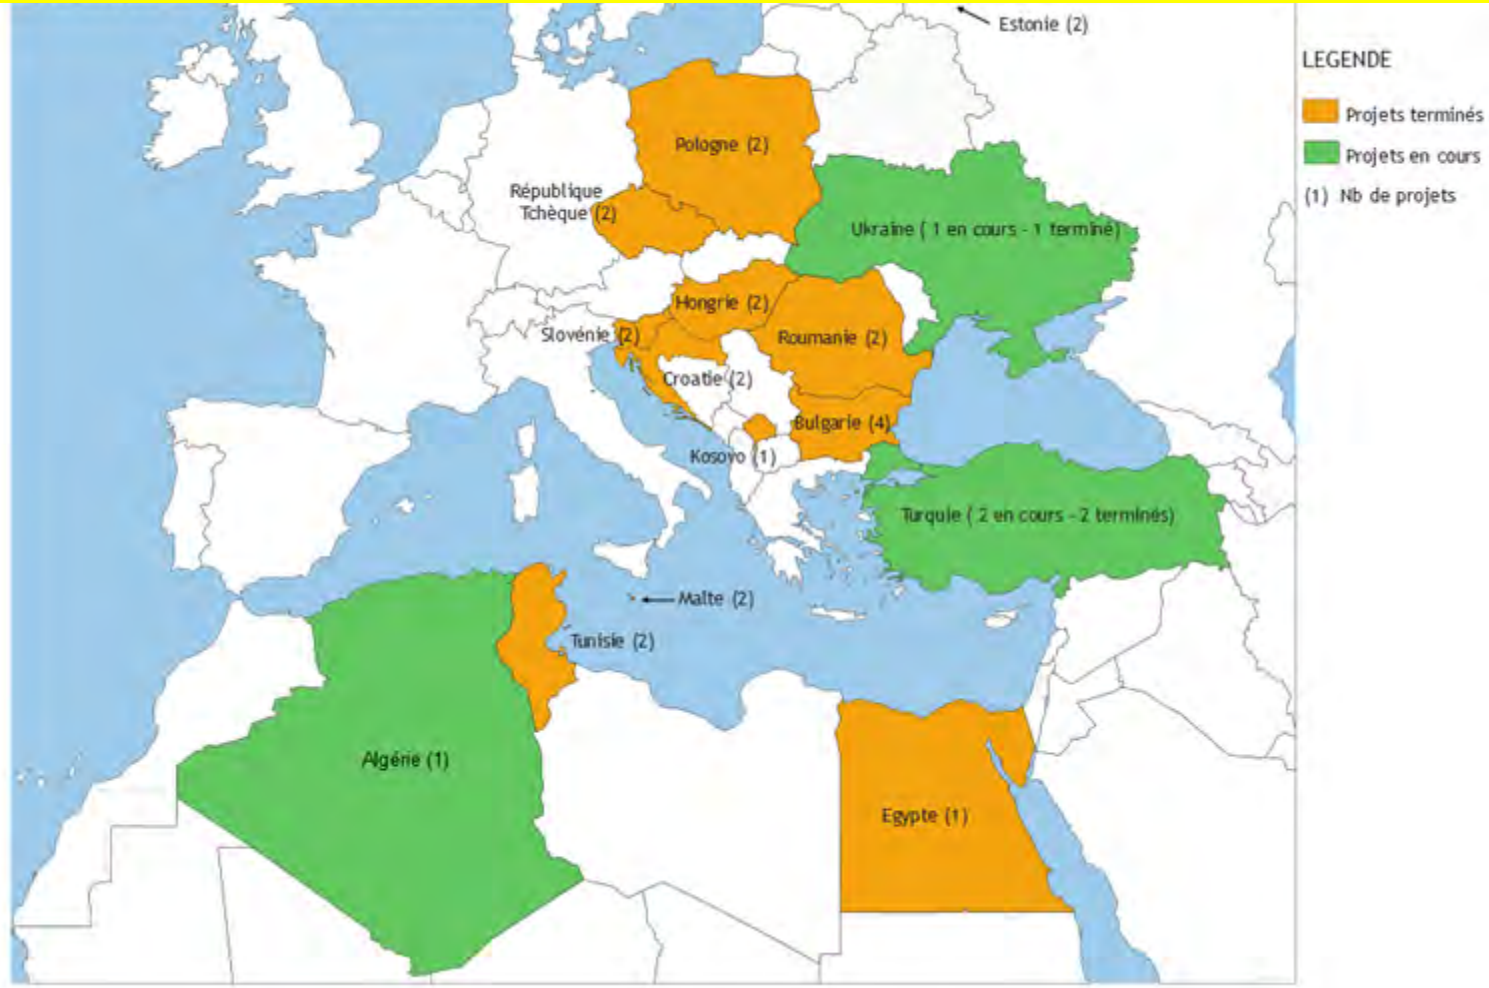 Estonie (2)
LEGENDE
Projets terminés
Projets en cours
(1) Nb de projets
Pologne (2)
République
Tchèque (2)
Ukraine ( 1 en cours - 1 terminé)
Hongrie (2)
Slovénie (2)
Roumanie (2)
Croatie (2)
Bulgarie (4)
Kosovo (1)
Turquie ( 2 en cours - 2 terminés)
Malte (2)
Tunisie (2)
Algérie (1)
Egypte (1)